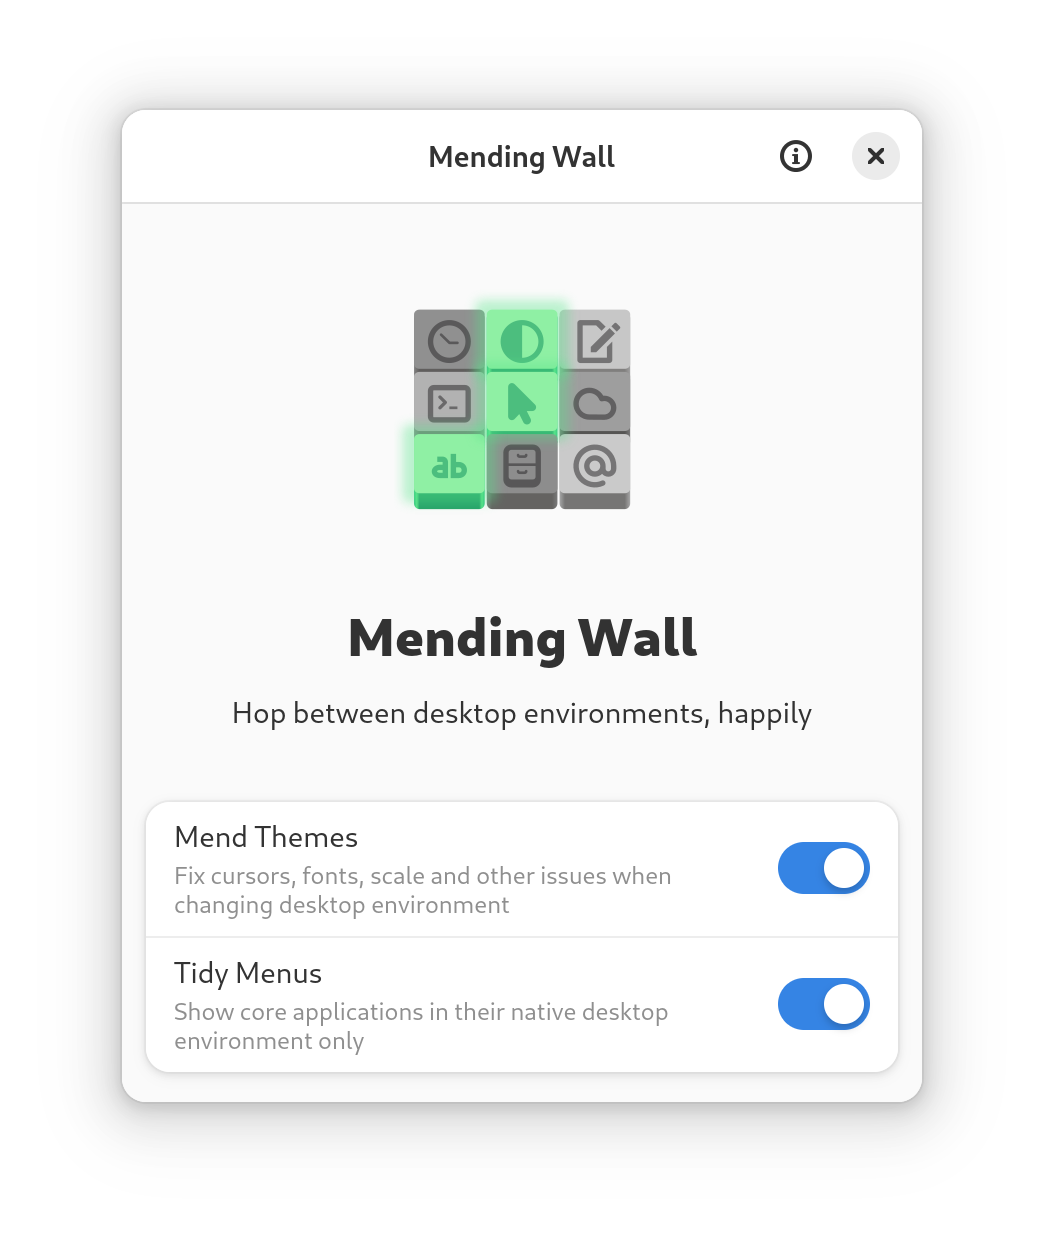 Mending Wall
ab
Mending Wall
Hop between desktop environments, happily
Mend Themes
Fix cursors, fonts, scale and other issues when
changing desktop environment
Tidy Menus
Show core applications in their native desktop
environment only